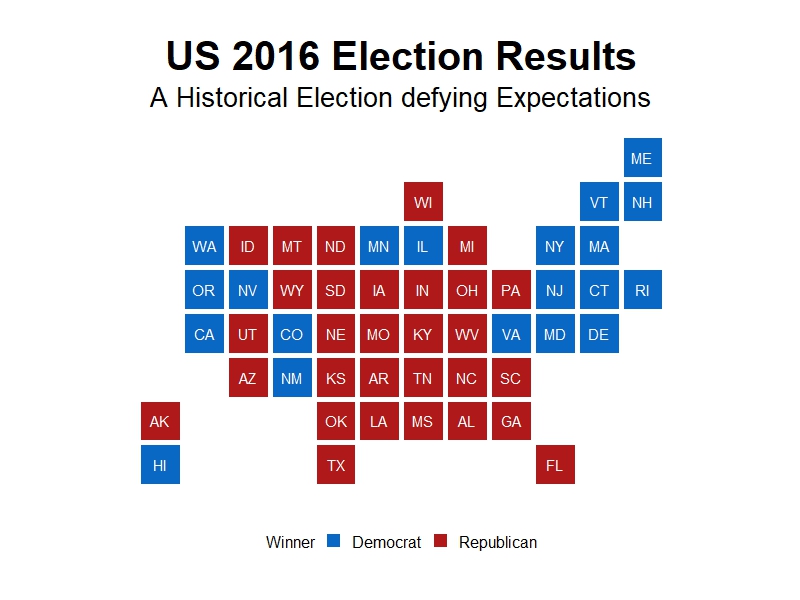 US 2016 Election Results
A Historical Election defying Expectations
ME
WI VT NH
WA ID MT ND MN IL MI NY MA
OR NV WY SD IA IN OH PA NJ CT RI
CA UT CO NE MO KY WV VA MD DE
AZ NM KS AR TN NC SC
AK OK LA MS AL GA
HI TX FL
Winner Democrat Republican